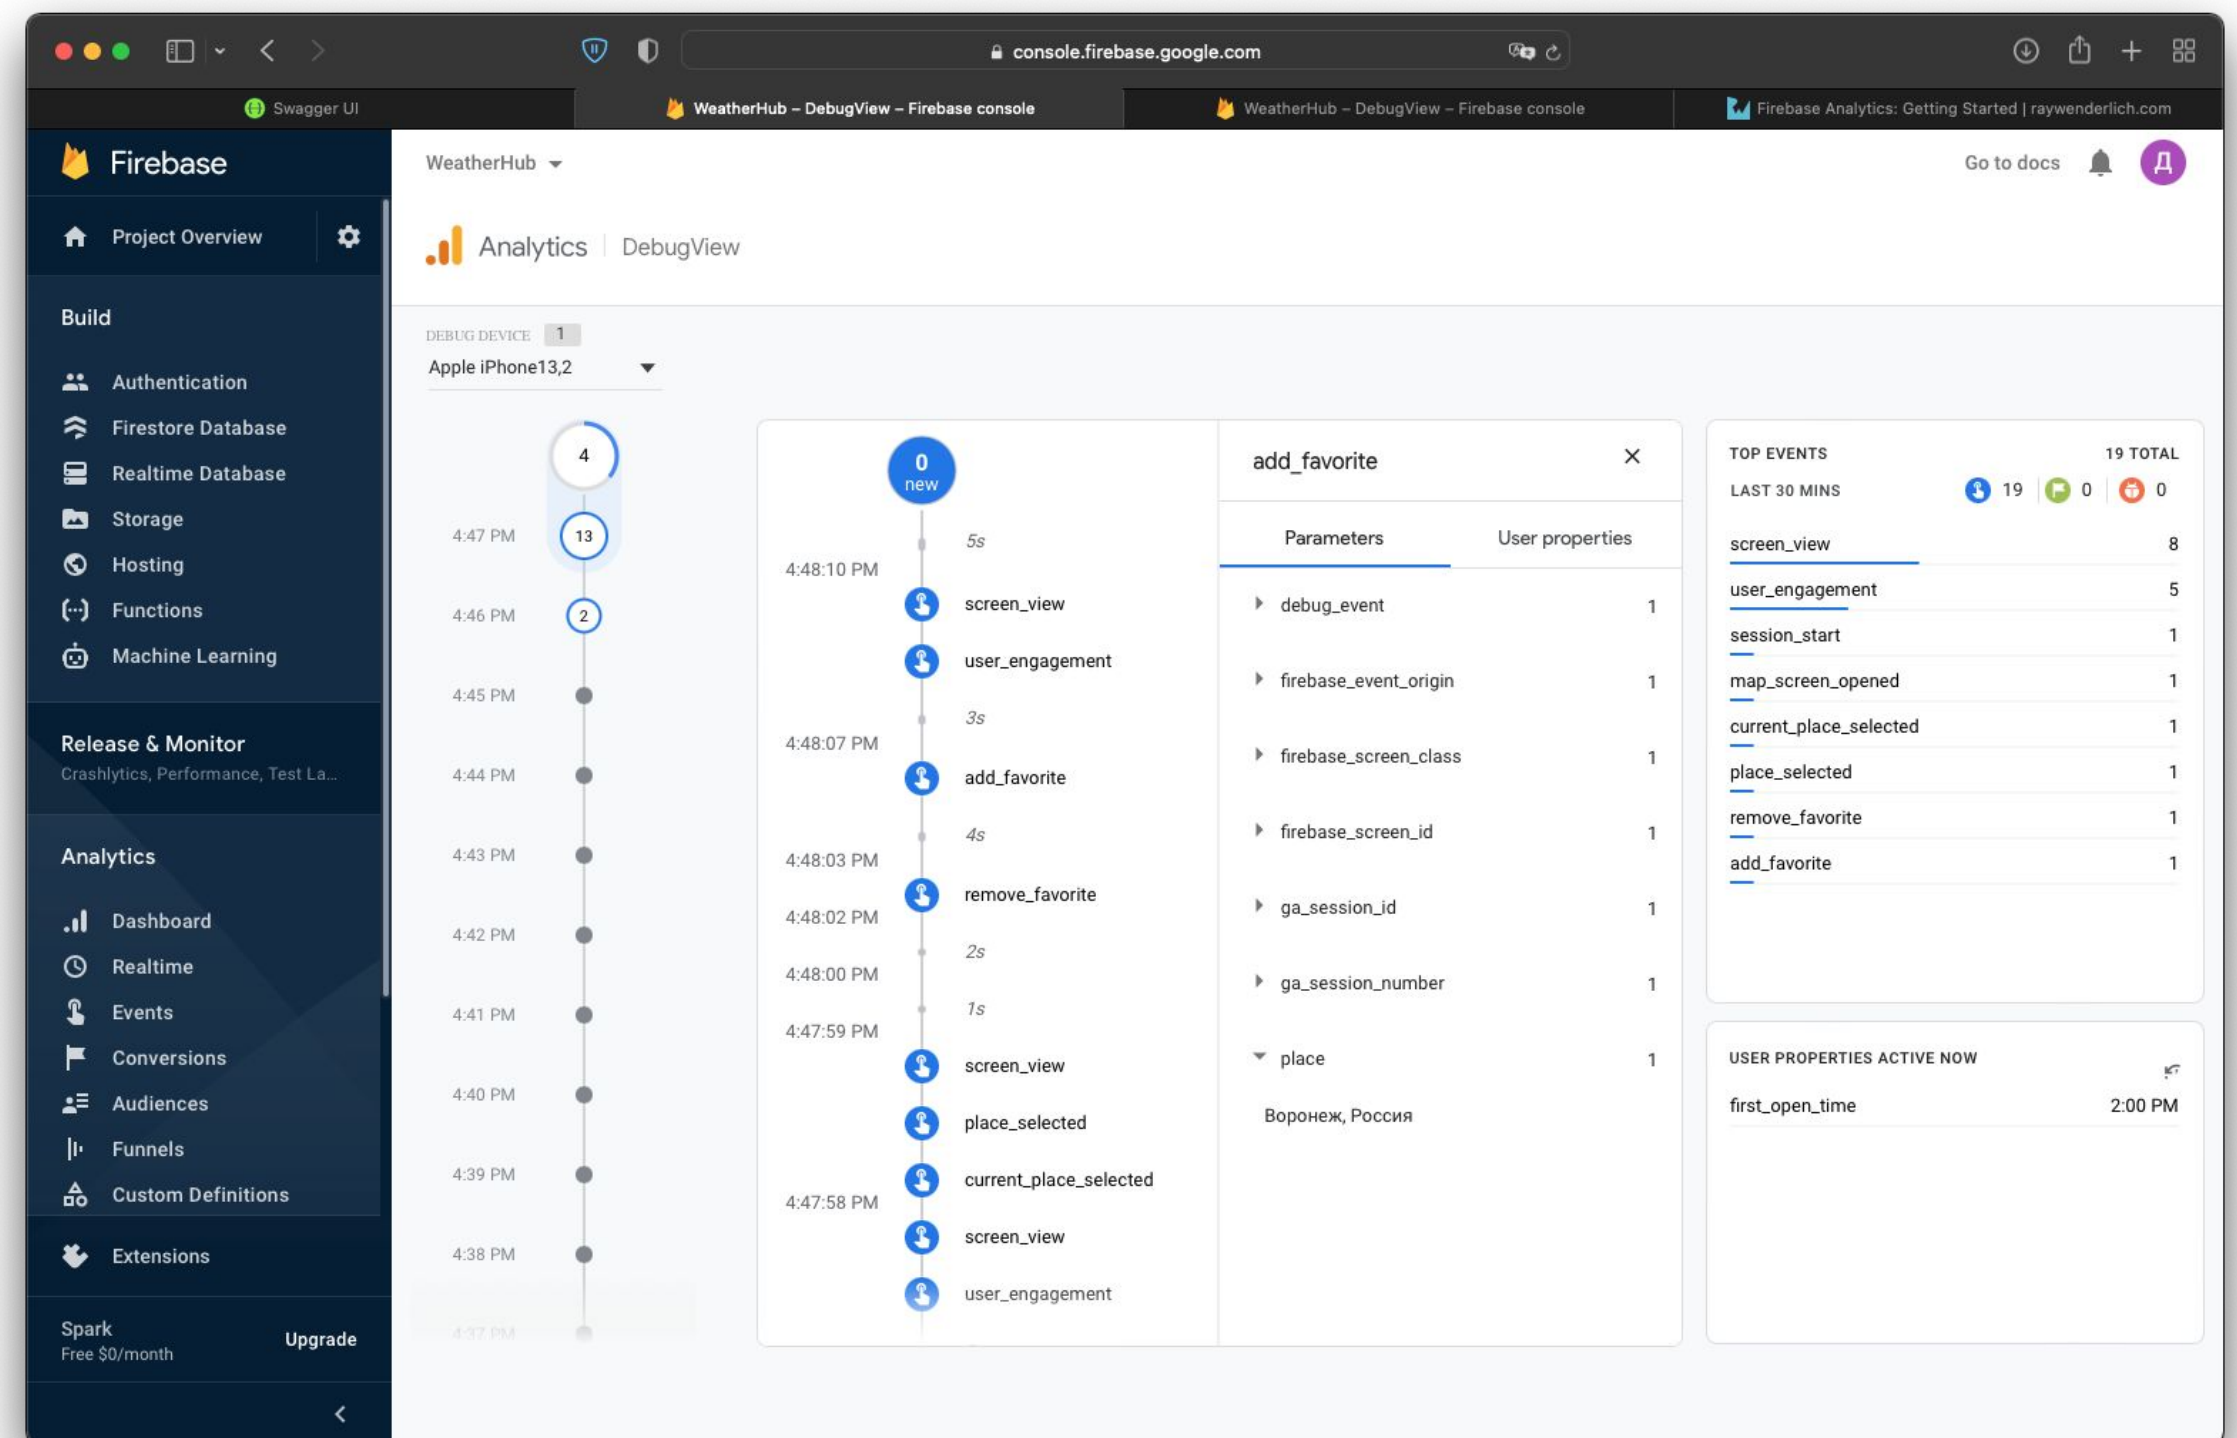 console.firebase.google.com
Swagger UI
WeatherHub – DebugView – Firebase console
WeatherHub – DebugView – Firebase console
Firebase Analytics: Getting Started | raywenderlich.com
Firebase
Project Overview
Build
Authentication
Firestore Database
Realtime Database
Storage
Hosting
Functions
Machine Learning
Release & Monitor
Crashlytics, Performance, Test La...
Analytics
Dashboard
Realtime
Events
Conversions
Audiences
Funnels
Custom Definitions
Extensions
Spark
Free $0/month
Upgrade
WeatherHub
Go to docs
Д
Analytics
DebugView
DEBUG DEVICE 1
Apple iPhone13,2
4
4:47 PM 13
4:46 PM 2
4:45 PM
4:44 PM
4:43 PM
4:42 PM
4:41 PM
4:40 PM
4:39 PM
4:38 PM
4:37 PM
0
new
5s
4:48:10 PM
screen_view
user_engagement
3s
4:48:07 PM
add_favorite
4s
4:48:03 PM
remove_favorite
4:48:02 PM
2s
4:48:00 PM
1s
4:47:59 PM
screen_view
place_selected
current_place_selected
4:47:58 PM
screen_view
user_engagement
add_favorite
Parameters
User properties
debug_event 1
firebase_event_origin 1
firebase_screen_class 1
firebase_screen_id 1
ga_session_id 1
ga_session_number 1
place 1
Воронеж, Россия
TOP EVENTS 19 TOTAL
LAST 30 MINS 19 0 0
screen_view 8
user_engagement 5
session_start 1
map_screen_opened 1
current_place_selected 1
place_selected 1
remove_favorite 1
add_favorite 1
USER PROPERTIES ACTIVE NOW
first_open_time 2:00 PM